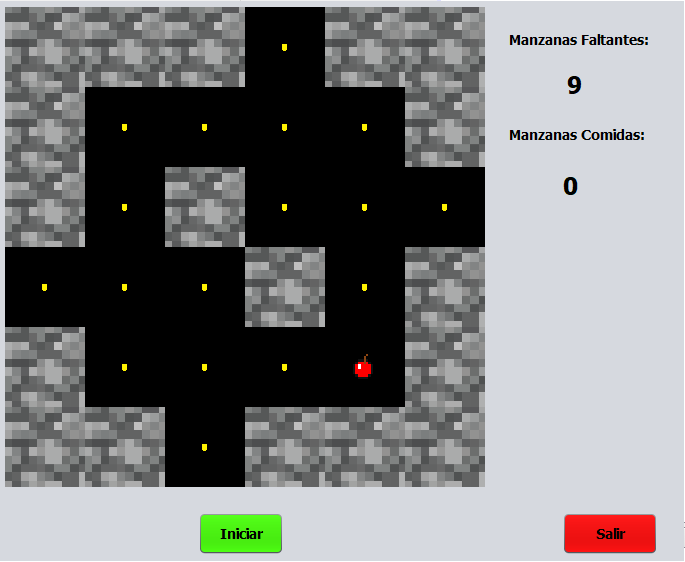 Manzanas Faltantes:
9
Manzanas Comidas:
0
Iniciar
Salir